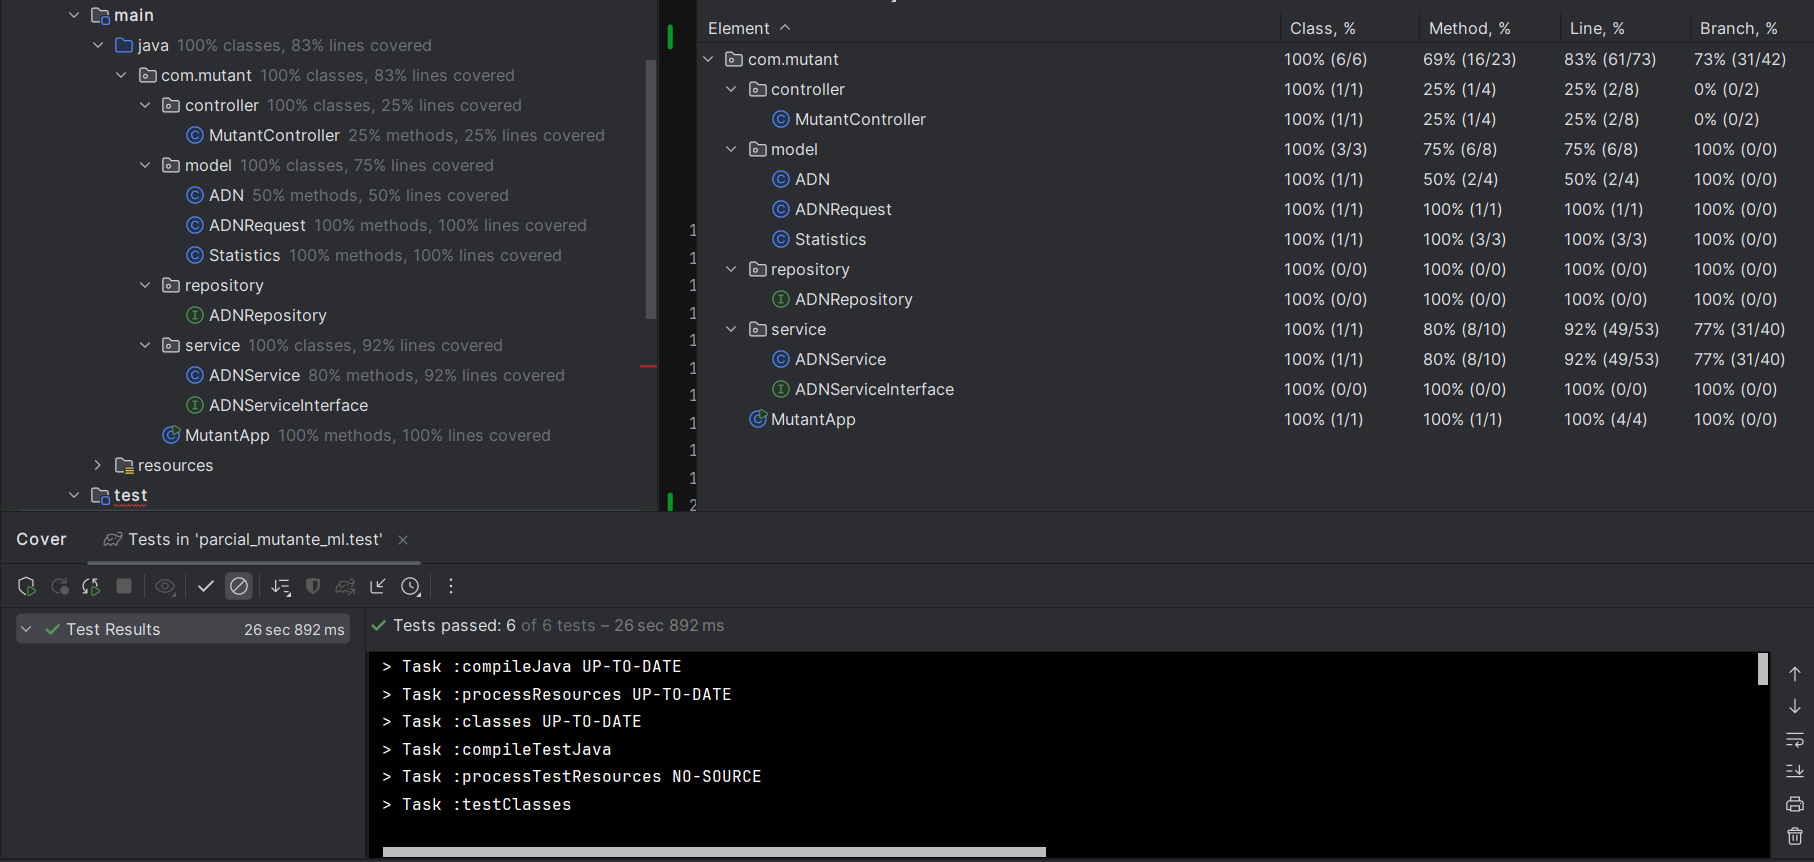 main
java 100% classes, 83% lines covered
com.mutant 100% classes, 83% lines covered
controller 100% classes, 25% lines covered
MutantController 25% methods, 25% lines covered
model 100% classes, 75% lines covered
ADN 50% methods, 50% lines covered
ADNRequest 100% methods, 100% lines covered
Statistics 100% methods, 100% lines covered
repository
ADNRepository
service 100% classes, 92% lines covered
ADNService 80% methods, 92% lines covered
ADNServiceInterface
MutantApp 100% methods, 100% lines covered
resources
test
1
1
1
1
1
1
1
1
1
1
2
Element Class, % Method, % Line, % Branch, %
com.mutant 100% (6/6) 69% (16/23) 83% (61/73) 73% (31/42)
controller 100% (1/1) 25% (1/4) 25% (2/8) 0% (0/2)
MutantController 100% (1/1) 25% (1/4) 25% (2/8) 0% (0/2)
model 100% (3/3) 75% (6/8) 75% (6/8) 100% (0/0)
ADN 100% (1/1) 50% (2/4) 50% (2/4) 100% (0/0)
ADNRequest 100% (1/1) 100% (1/1) 100% (1/1) 100% (0/0)
Statistics 100% (1/1) 100% (3/3) 100% (3/3) 100% (0/0)
repository 100% (0/0) 100% (0/0) 100% (0/0) 100% (0/0)
ADNRepository 100% (0/0) 100% (0/0) 100% (0/0) 100% (0/0)
service 100% (1/1) 80% (8/10) 92% (49/53) 77% (31/40)
ADNService 100% (1/1) 80% (8/10) 92% (49/53) 77% (31/40)
ADNServiceInterface 100% (0/0) 100% (0/0) 100% (0/0) 100% (0/0)
MutantApp 100% (1/1) 100% (1/1) 100% (4/4) 100% (0/0)
Cover Tests in 'parcial_mutante_ml.test'
Test Results 26 sec 892 ms
Tests passed: 6 of 6 tests – 26 sec 892 ms
> Task :compileJava UP-TO-DATE
> Task :processResources UP-TO-DATE
> Task :classes UP-TO-DATE
> Task :compileTestJava
> Task :processTestResources NO-SOURCE
> Task :testClasses